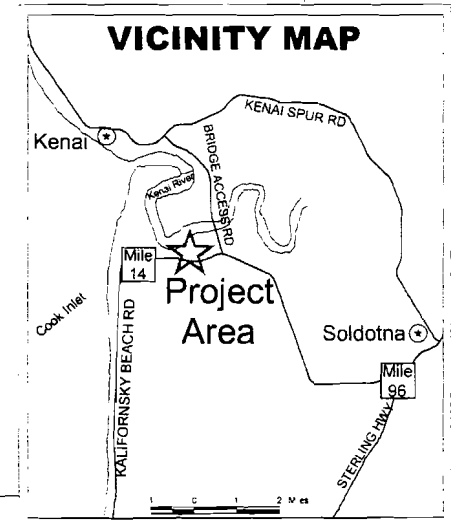 VICINITY MAP
KENAI SPUR RD
Kenai
BRIDGE ACCESS RD
Kenai River
Mile
14
Project
Area
Cook Inlet
Soldotna
Mile
96
KALIFORNSKY BEACH RD
STERLING HWY
1 0 1 2 M es